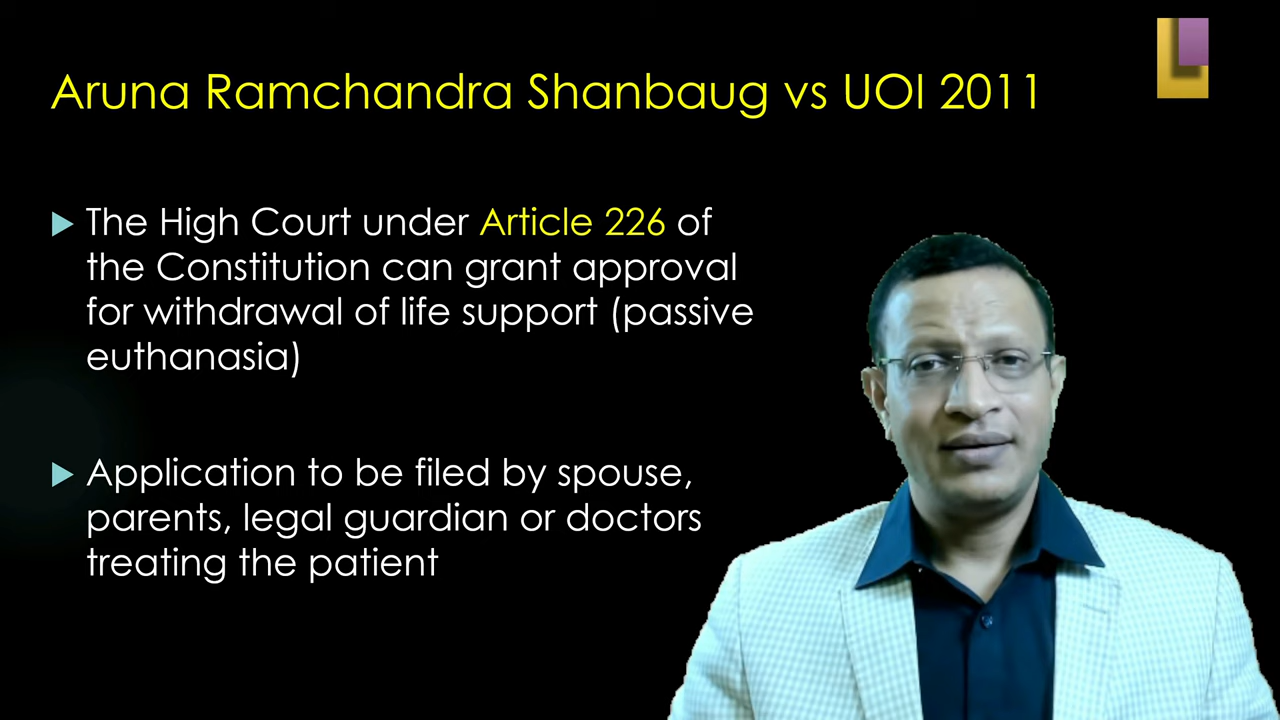 Aruna Ramchandra Shanbaug vs UOI 2011
The High Court under Article 226 of
the Constitution can grant approval
for withdrawal of life support (passive
euthanasia)
Application to be filed by spouse,
parents, legal guardian or doctors
treating the patient